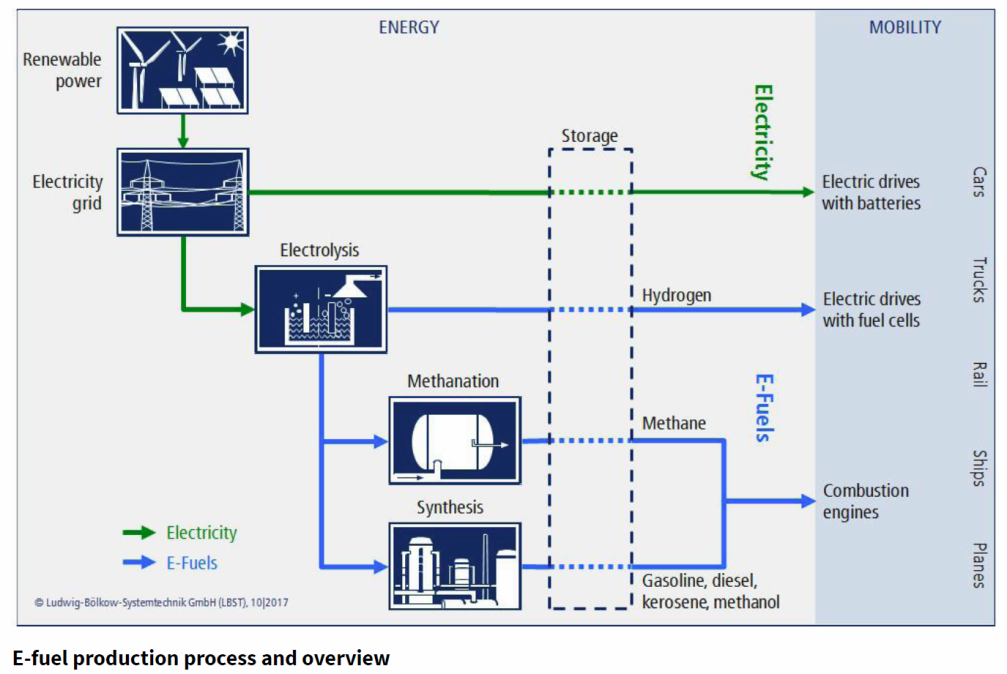 ENERGY
MOBILITY
Renewable
power
Electricity
Storage
Electricity
grid
Electric drives
with batteries
Cars
Electrolysis
Hydrogen
Electric drives
with fuel cells
Trucks
Methanation
E-Fuels
Rail
Methane
Synthesis
Combustion
engines
Ships
Electricity
E-Fuels
Gasoline, diesel,
kerosene, methanol
Planes
© Ludwig-Bölkow-Systemtechnik GmbH (LBST), 10|2017
E-fuel production process and overview